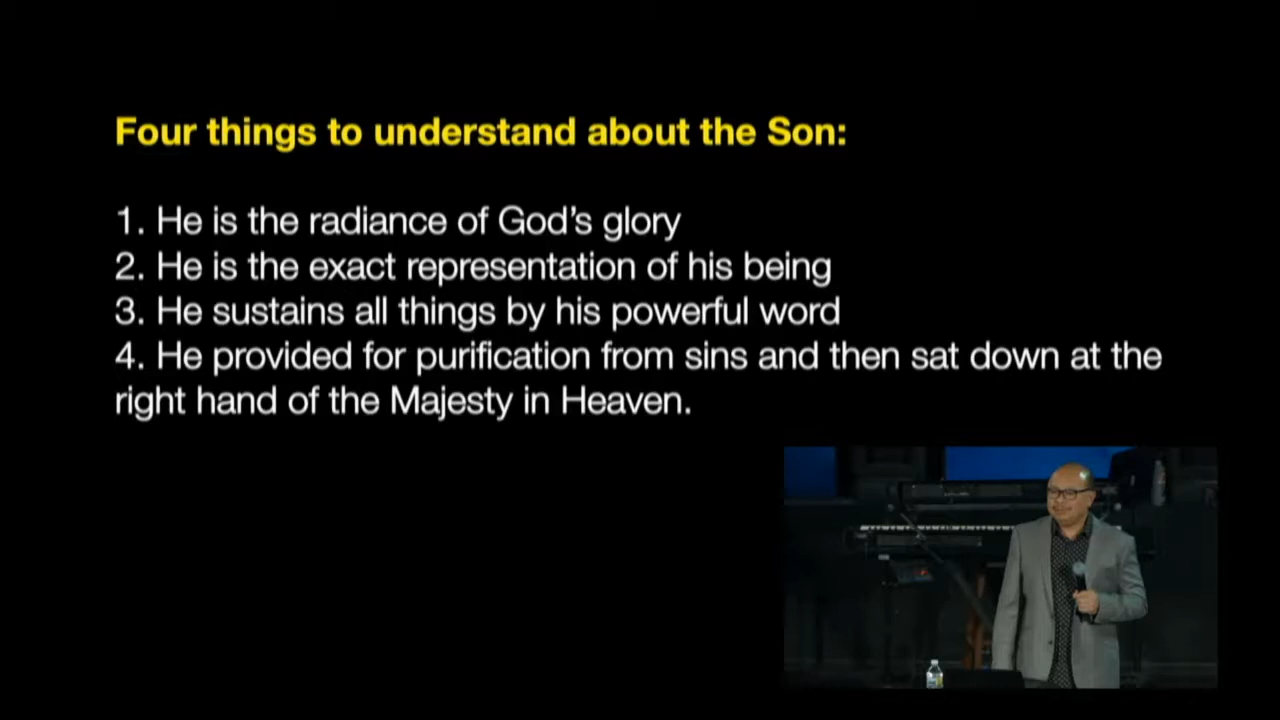 Four things to understand about the Son:
1. He is the radiance of God’s glory
2. He is the exact representation of his being
3. He sustains all things by his powerful word
4. He provided for purification from sins and then sat down at the
right hand of the Majesty in Heaven.